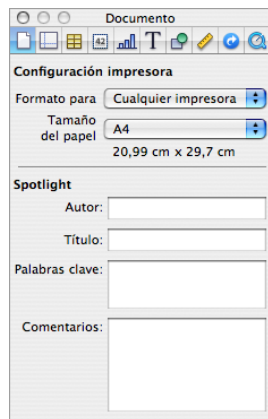 Documento
42
T
Configuración impresora
Formato para Cualquier impresora
Tamaño
del papel A4
20,99 cm x 29,7 cm
Spotlight
Autor:
Título:
Palabras clave:
Comentarios: